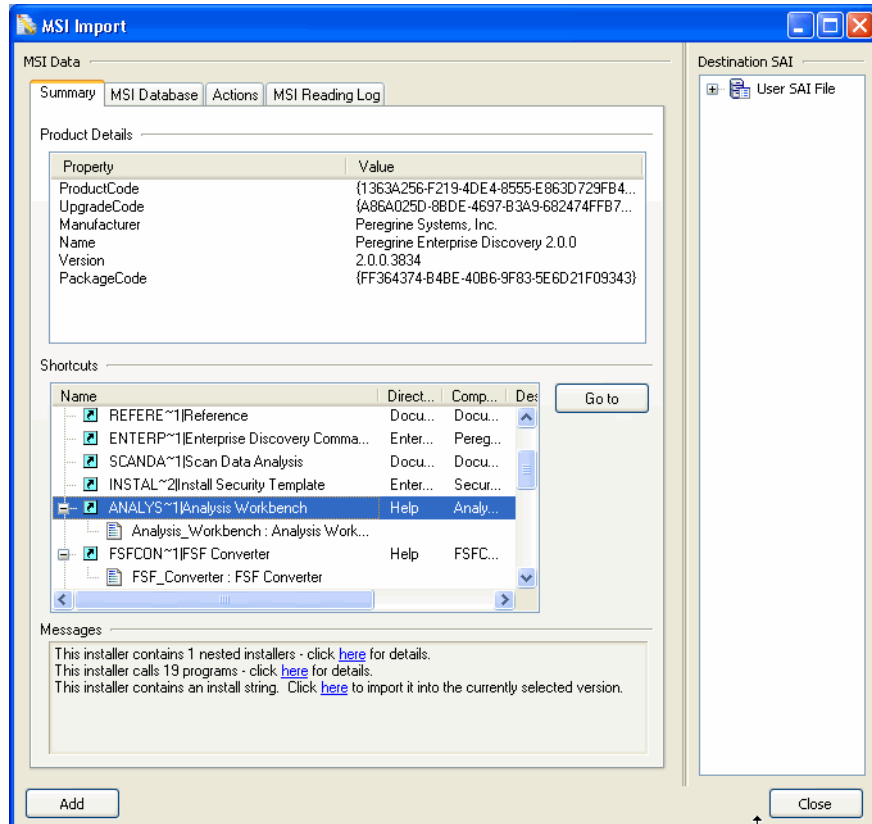 MSI Import
MSI Data
Summary MSI Database Actions MSI Reading Log
Product Details
Property Value
ProductCode {1363A256-F219-4DE4-8555-E863D729FB4...
UpgradeCode {A86A025D-8BDE-4697-B3A9-682474FFB7...
Manufacturer Peregrine Systems, Inc.
Name Peregrine Enterprise Discovery 2.0.0
Version 2.0.0.3834
PackageCode {FF364374-B4BE-40B6-9F83-5E6D21F09343}
Shortcuts
Name Direct... Comp... Des
REFERE~1|Reference Docu... Docu...
ENTERP~1|Enterprise Discovery Comma... Enter... Pereg...
SCANDA~1|Scan Data Analysis Docu... Docu...
INSTAL~2|Install Security Template Enter... Secur...
ANALYS~1|Analysis Workbench Help Analy...
Analysis_Workbench : Analysis Work...
FSFCON~1|FSF Converter Help FSFC...
FSF_Converter : FSF Converter
Go to
Messages
This installer contains 1 nested installers - click here for details.
This installer calls 19 programs - click here for details.
This installer contains an install string. Click here to import it into the currently selected version.
Add
Destination SAI
User SAI File
Close